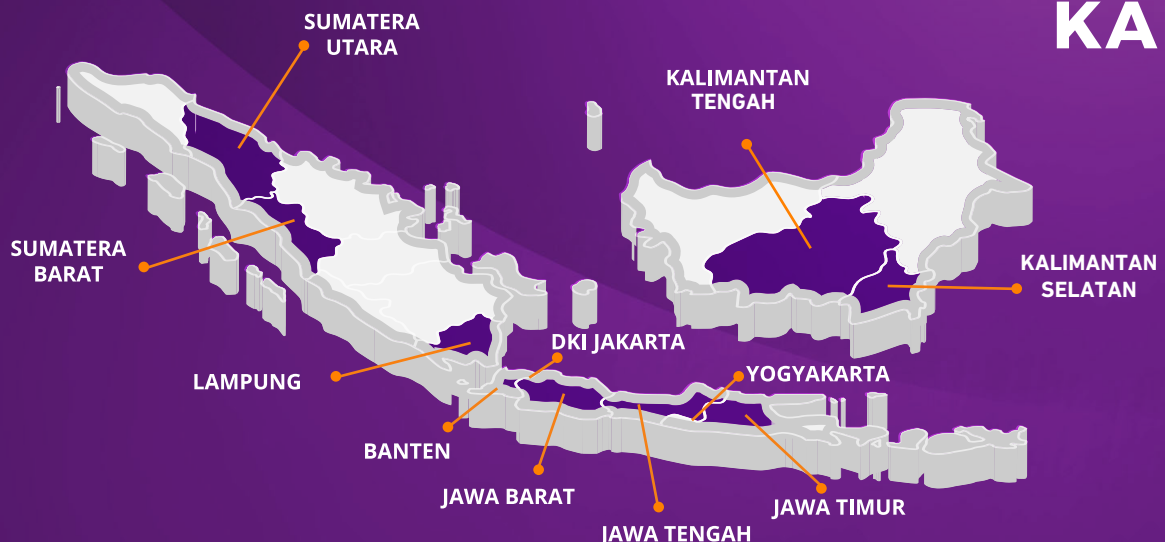 KA
SUMATERA
UTARA
KALIMANTAN
TENGAH
SUMATERA
BARAT
KALIMANTAN
SELATAN
DKI JAKARTA
LAMPUNG
YOGYAKARTA
BANTEN
JAWA BARAT
JAWA TIMUR
JAWA TENGAH